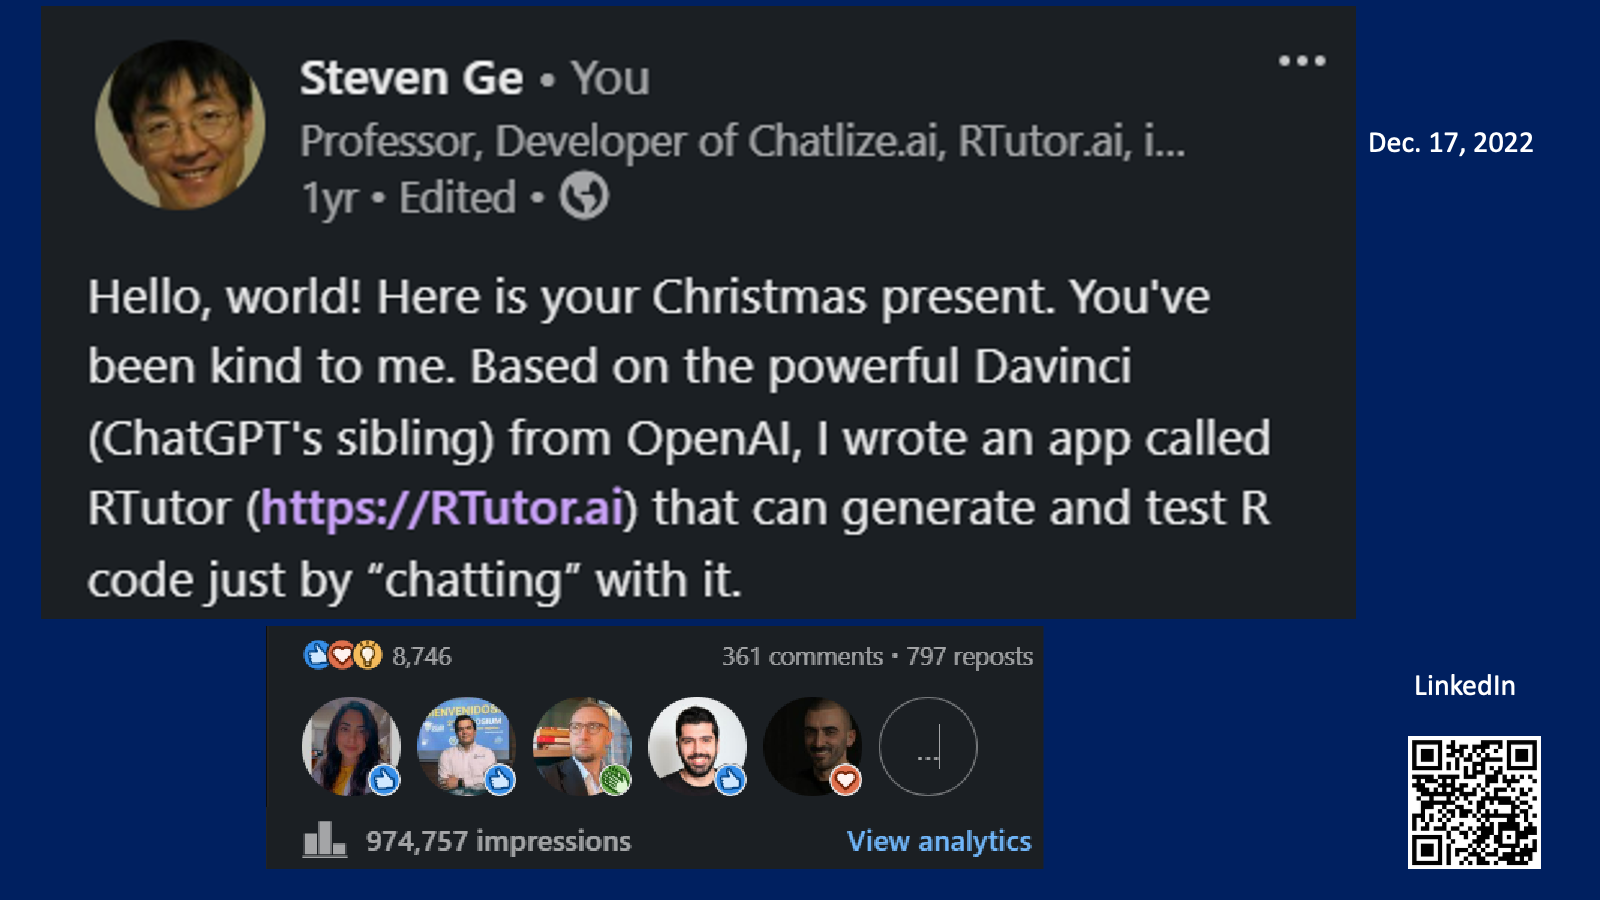 Steven Ge • You
Professor, Developer of Chatlize.ai, RTutor.ai, i...
1yr • Edited •
Dec. 17, 2022
Hello, world! Here is your Christmas present. You've
been kind to me. Based on the powerful Davinci
(ChatGPT's sibling) from OpenAI, I wrote an app called
RTutor (https://RTutor.ai) that can generate and test R
code just by “chatting” with it.
8,746
361 comments • 797 reposts
BIENVENIDOS
...
974,757 impressions
View analytics
LinkedIn